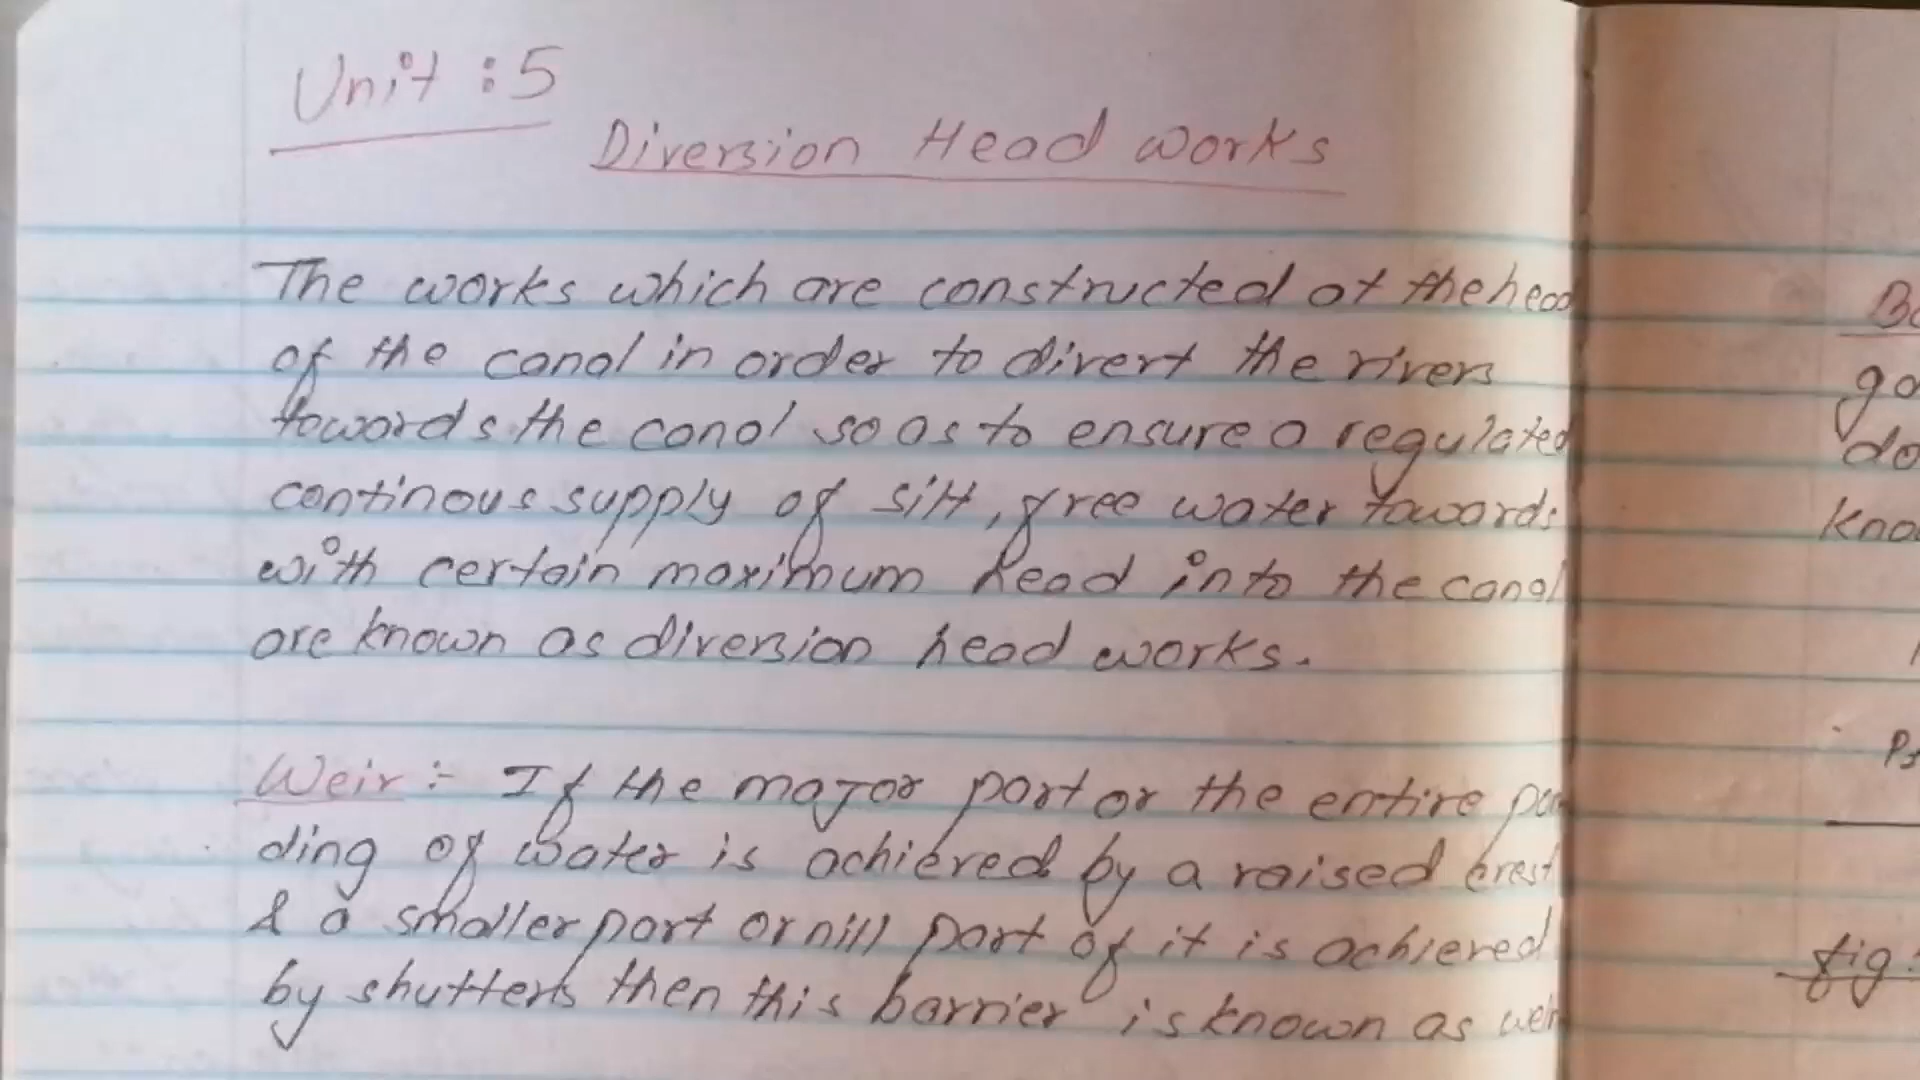 Unit : 5
Diversion Head works
The works which are constructed at the head
of the canal in order to divert the rivers
towards the canal so as to ensure a regulated
continous supply of silt, free water towards
with certain maximum head into the canal
are known as diversion head works.
Weir :- If the major part or the entire pon
ding of water is achieved by a raised crest
& a smaller part or nill part of it is achieved
by shutters then this barrier is known as weir
fig: